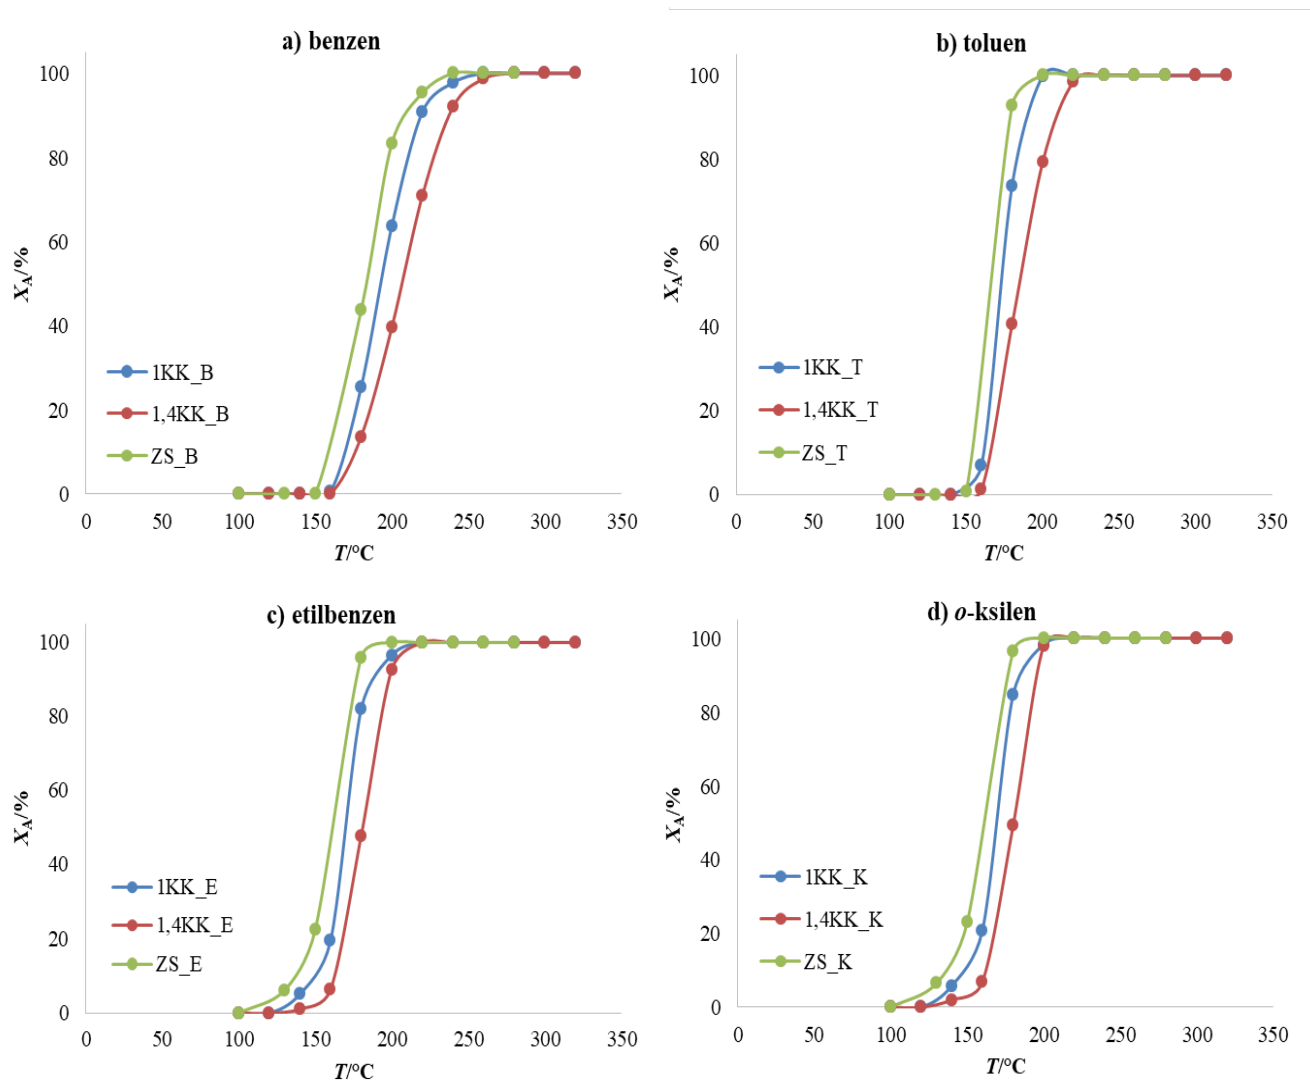 a) benzen
100
80
60
40
20
0
X_A/%
1KK_B
1,4KK_B
ZS_B
0 50 100 150 200 250 300 350
T/°C
b) toluen
100
80
60
40
20
0
X_A/%
1KK_T
1,4KK_T
ZS_T
0 50 100 150 200 250 300 350
T/°C
c) etilbenzen
100
80
60
40
20
0
X_A/%
1KK_E
1,4KK_E
ZS_E
0 50 100 150 200 250 300 350
T/°C
d) o-ksilen
100
80
60
40
20
0
X_A/%
1KK_K
1,4KK_K
ZS_K
0 50 100 150 200 250 300 350
T/°C